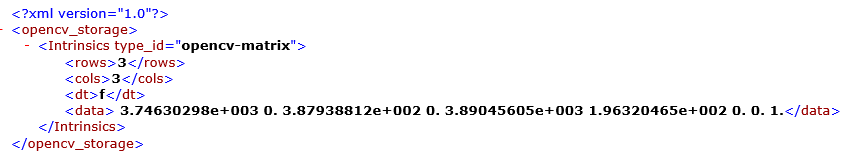 <?xml version="1.0"?>
- <opencv_storage>
- <Intrinsics type_id="opencv-matrix">
<rows>3</rows>
<cols>3</cols>
<dt>f</dt>
<data> 3.74630298e+003 0. 3.87938812e+002 0. 3.89045605e+003 1.96320465e+002 0. 0. 1.</data>
</Intrinsics>
</opencv_storage>